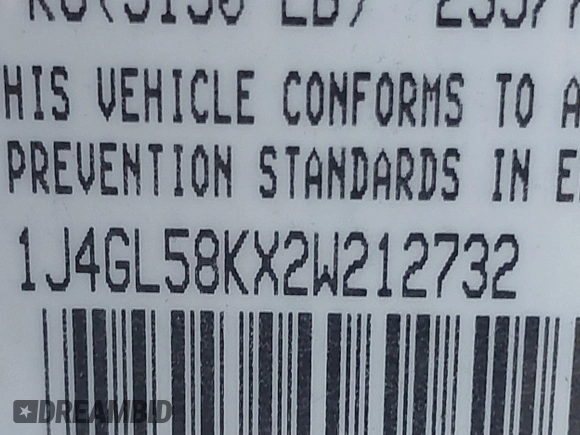 HIS VEHICLE CONFORMS TO A
PREVENTION STANDARDS IN E
1J4GL58KX2W212732
DREAMBID